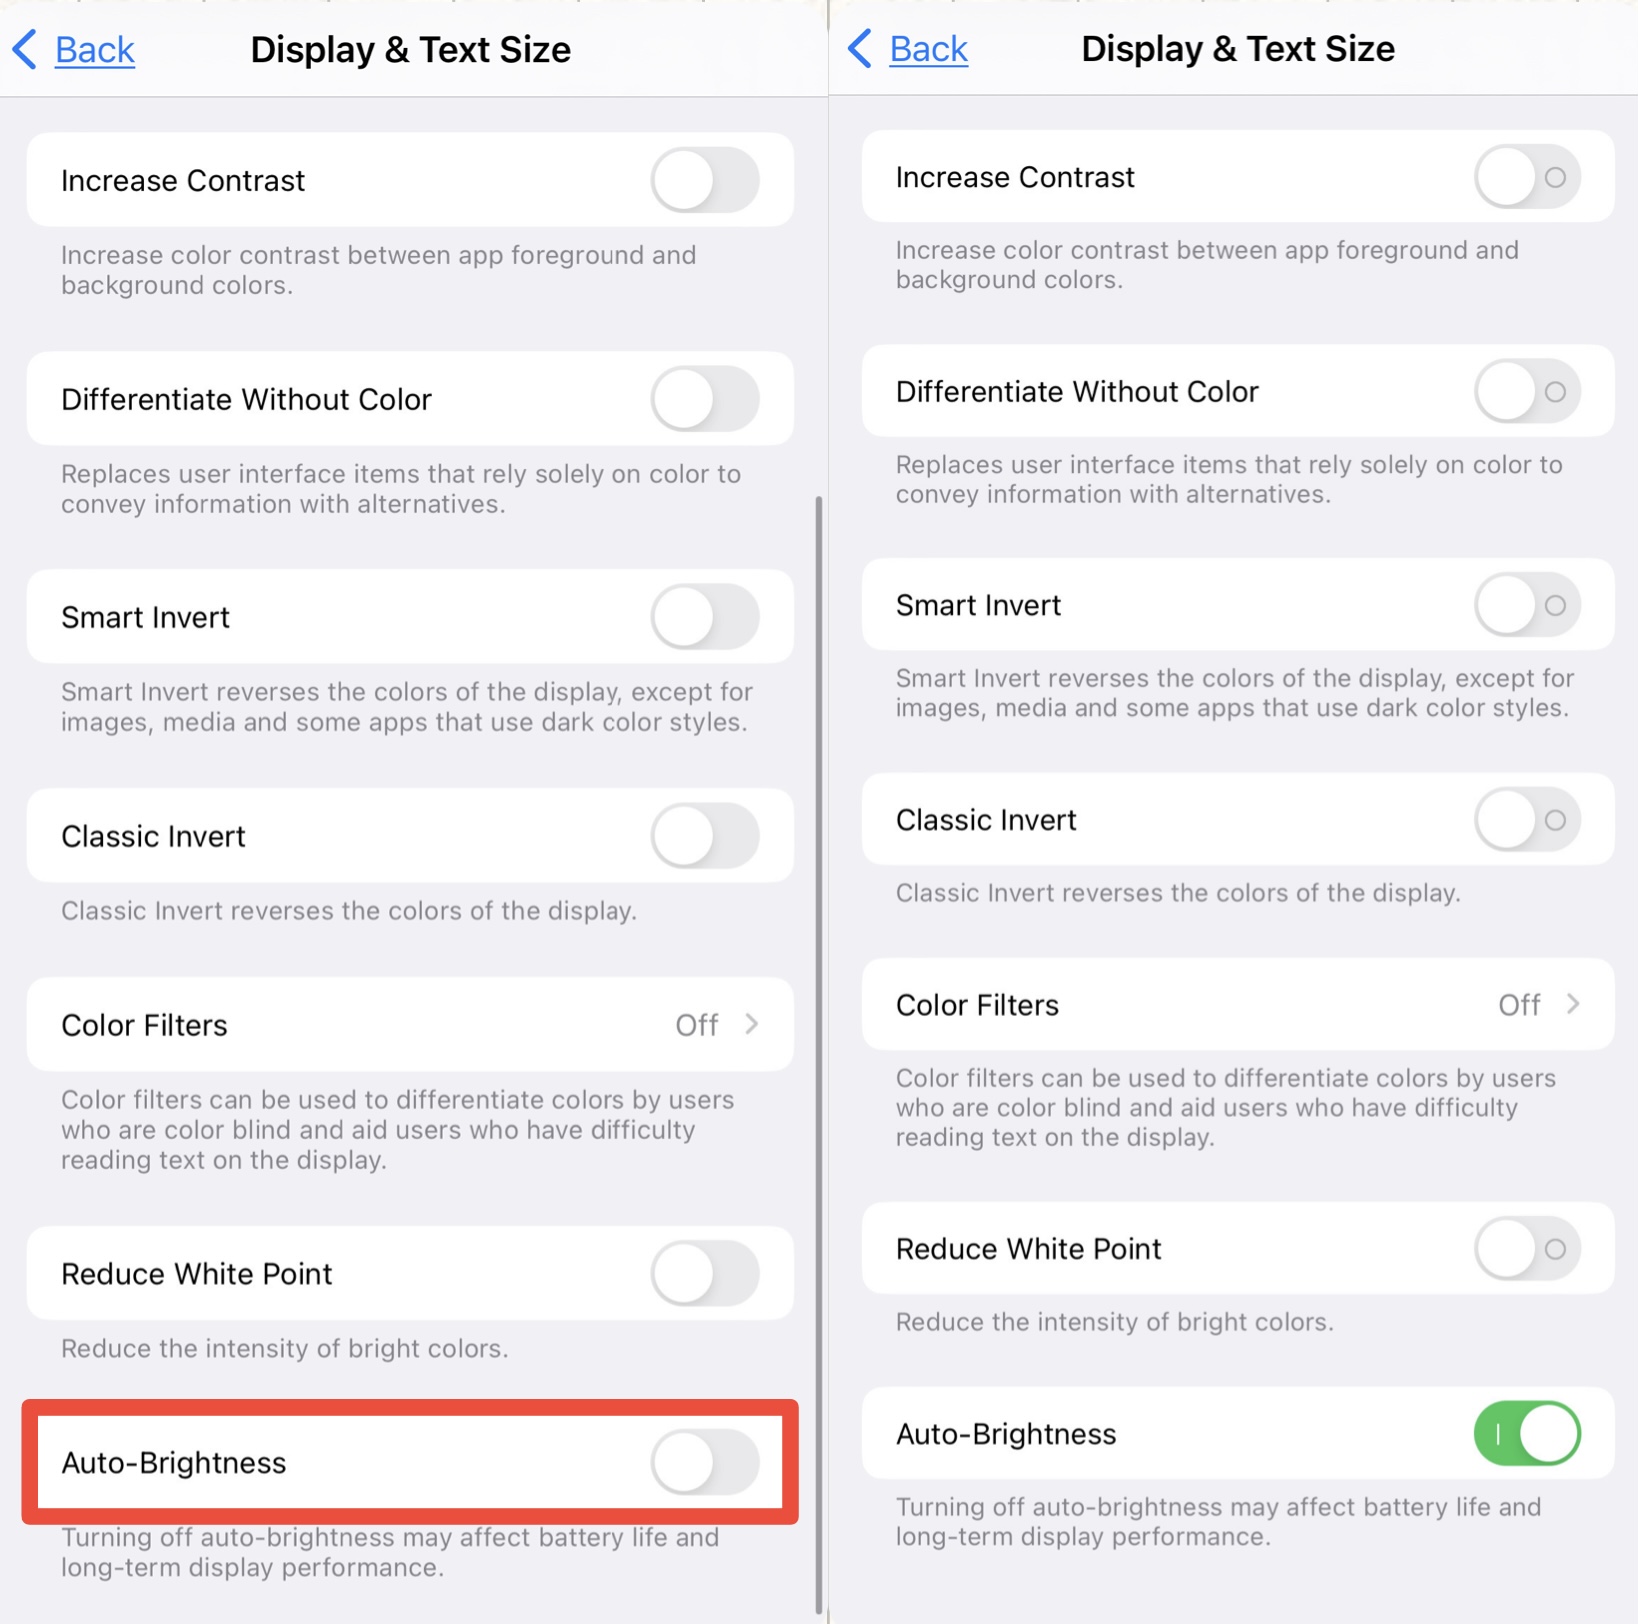 Back
Display & Text Size
Increase Contrast
Increase color contrast between app foreground and
background colors.
Differentiate Without Color
Replaces user interface items that rely solely on color to
convey information with alternatives.
Smart Invert
Smart Invert reverses the colors of the display, except for
images, media and some apps that use dark color styles.
Classic Invert
Classic Invert reverses the colors of the display.
Color Filters
Off
Color filters can be used to differentiate colors by users
who are color blind and aid users who have difficulty
reading text on the display.
Reduce White Point
Reduce the intensity of bright colors.
Auto-Brightness
Turning off auto-brightness may affect battery life and
long-term display performance.
Back
Display & Text Size
Increase Contrast
Increase color contrast between app foreground and
background colors.
Differentiate Without Color
Replaces user interface items that rely solely on color to
convey information with alternatives.
Smart Invert
Smart Invert reverses the colors of the display, except for
images, media and some apps that use dark color styles.
Classic Invert
Classic Invert reverses the colors of the display.
Color Filters
Off
Color filters can be used to differentiate colors by users
who are color blind and aid users who have difficulty
reading text on the display.
Reduce White Point
Reduce the intensity of bright colors.
Auto-Brightness
Turning off auto-brightness may affect battery life and
long-term display performance.